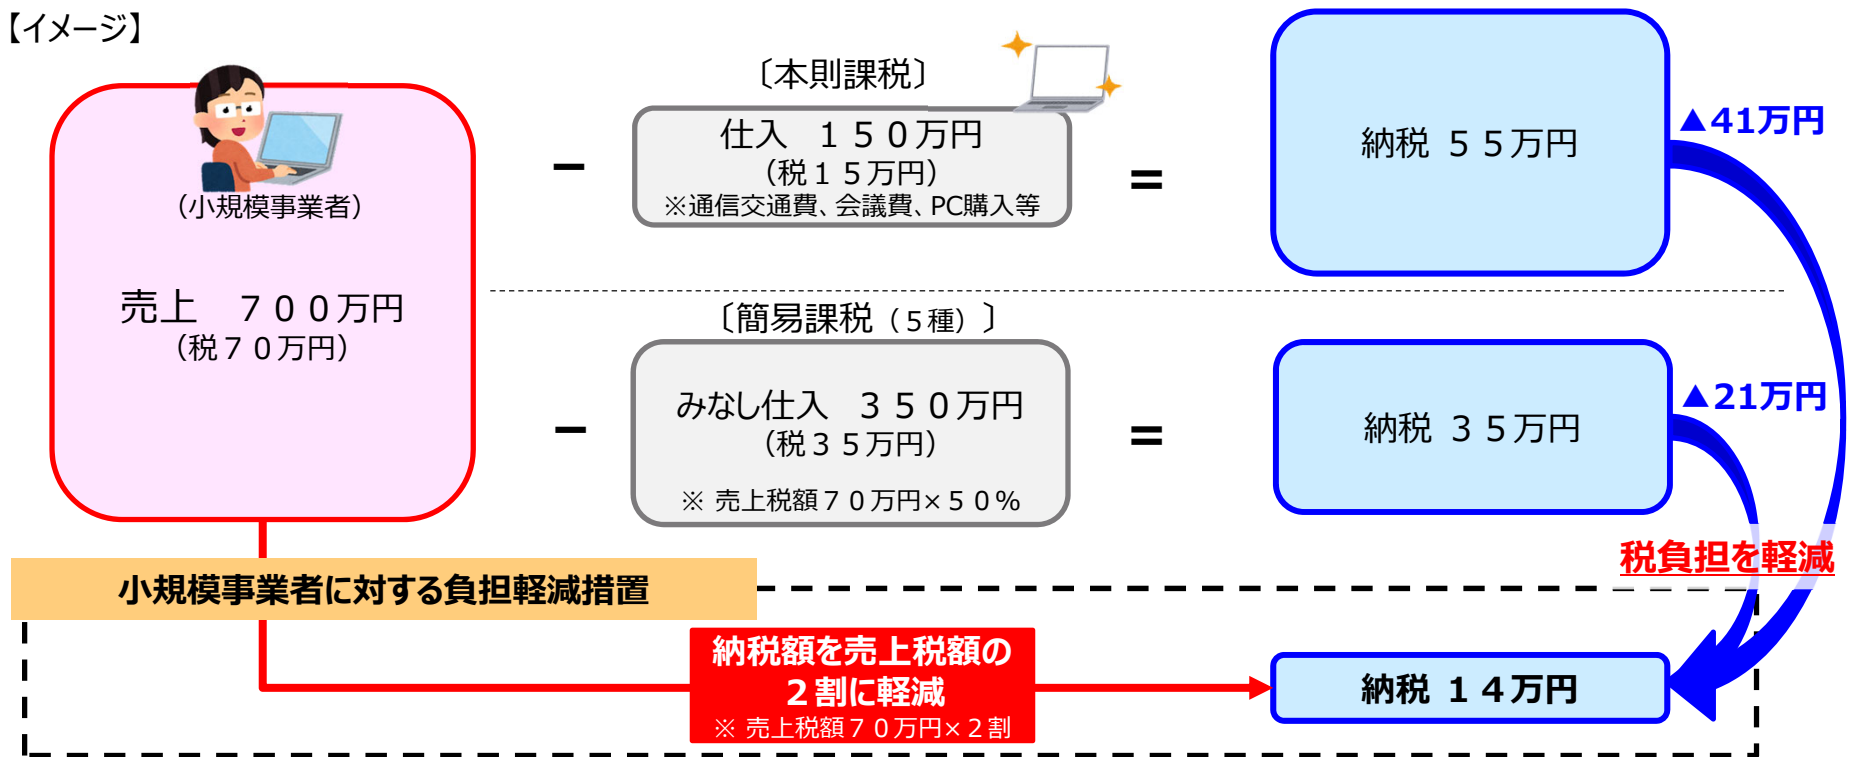 【イメージ】
（小規模事業者）
売上　７００万円
（税７０万円）
〔本則課税〕
－
仕入　１５０万円
（税１５万円）
※通信交通費、会議費、PC購入等
＝
納税 ５５万円
▲41万円
〔簡易課税（５種）〕
－
みなし仕入　３５０万円
（税３５万円）
※ 売上税額７０万円×５０％
＝
納税 ３５万円
▲21万円
税負担を軽減
小規模事業者に対する負担軽減措置
納税額を売上税額の
２割に軽減
※ 売上税額７０万円×２割
納税 １４万円